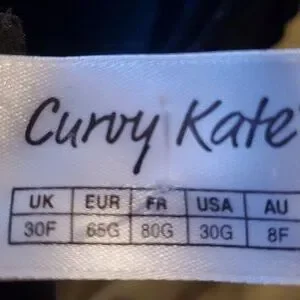 Curvy Kate
UK EUR FR USA AU
30F 65G 80G 30G 8F